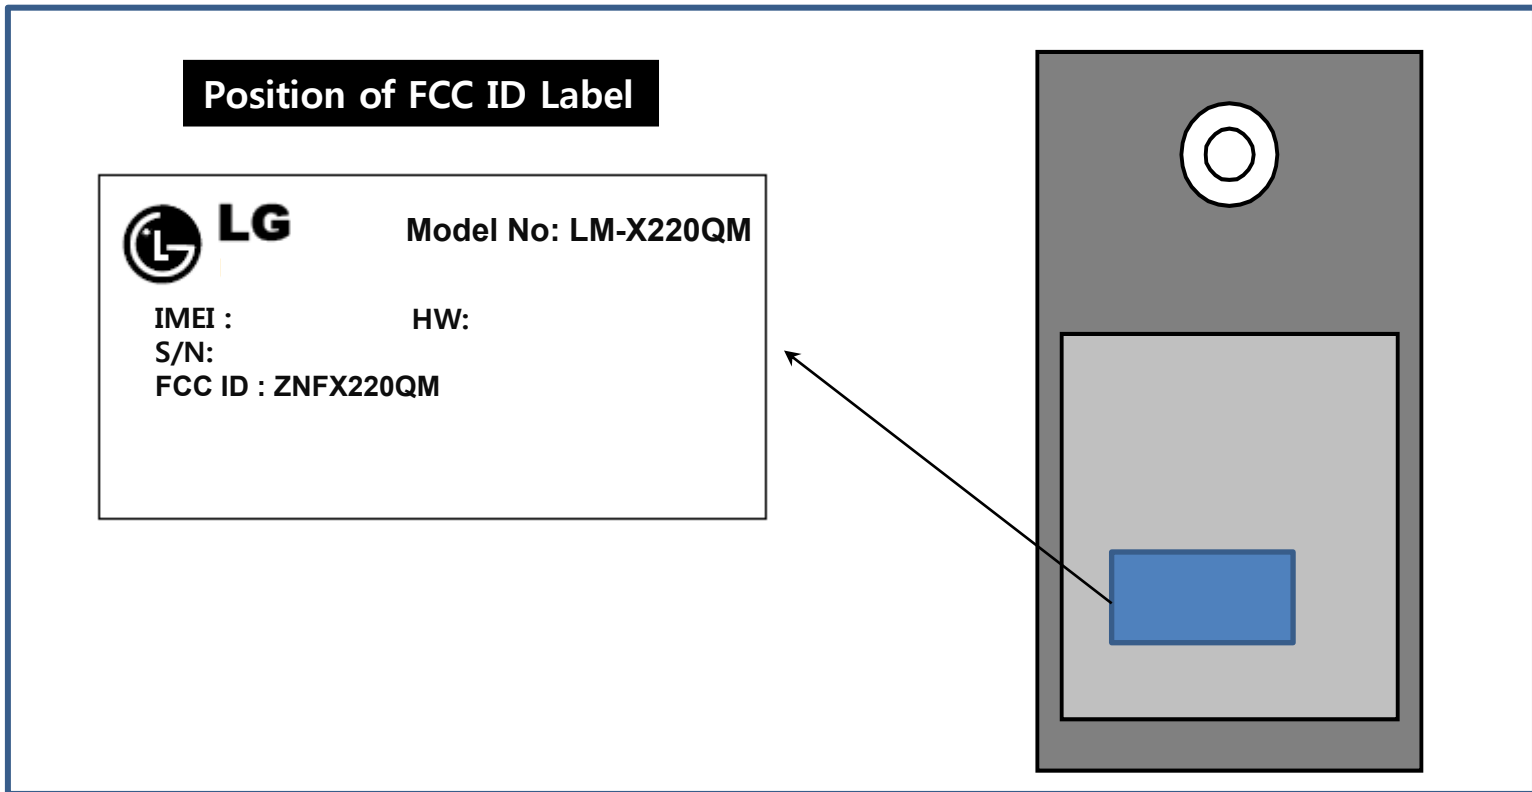 Position of FCC ID Label
LG
Model No: LM-X220QM
IMEI :
HW:
S/N:
FCC ID : ZNFX220QM